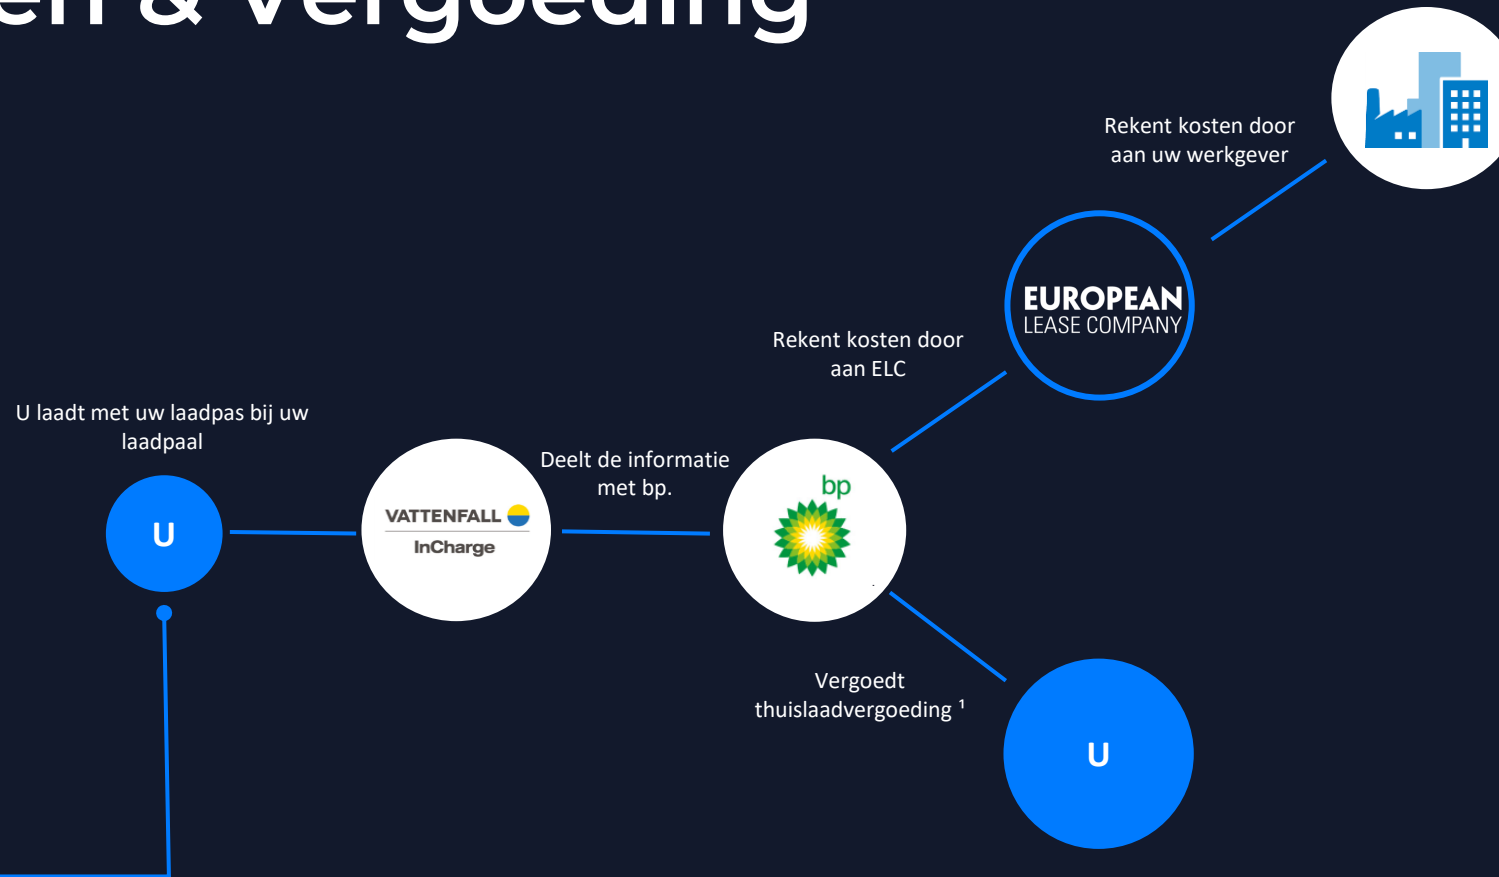 & Vergoeding
Rekent kosten door
aan uw werkgever
EUROPEAN
LEASE COMPANY
Rekent kosten door
aan ELC
U laadt met uw laadpas bij uw
laadpaal
U
VATTENFALL
InCharge
Deelt de informatie
met bp.
bp
Vergoedt
thuislaadvergoeding ¹
U